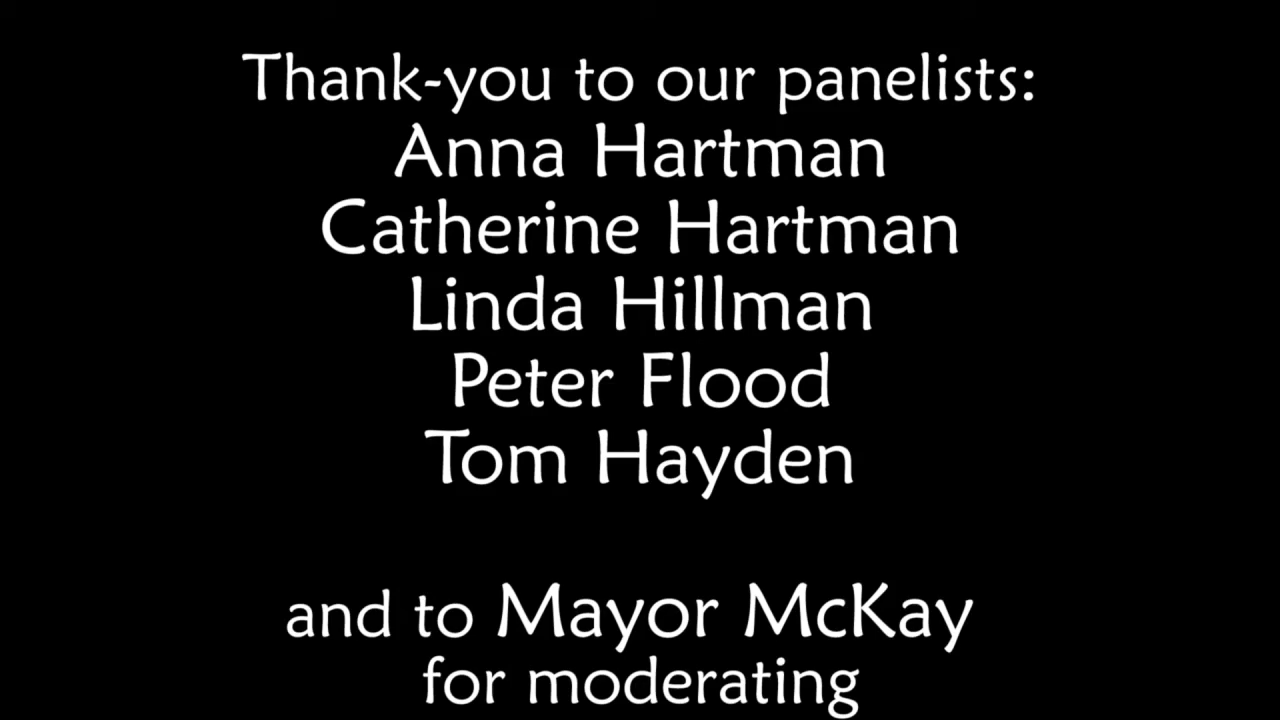 Thank-you to our panelists:
Anna Hartman
Catherine Hartman
Linda Hillman
Peter Flood
Tom Hayden
and to Mayor McKay
for moderating